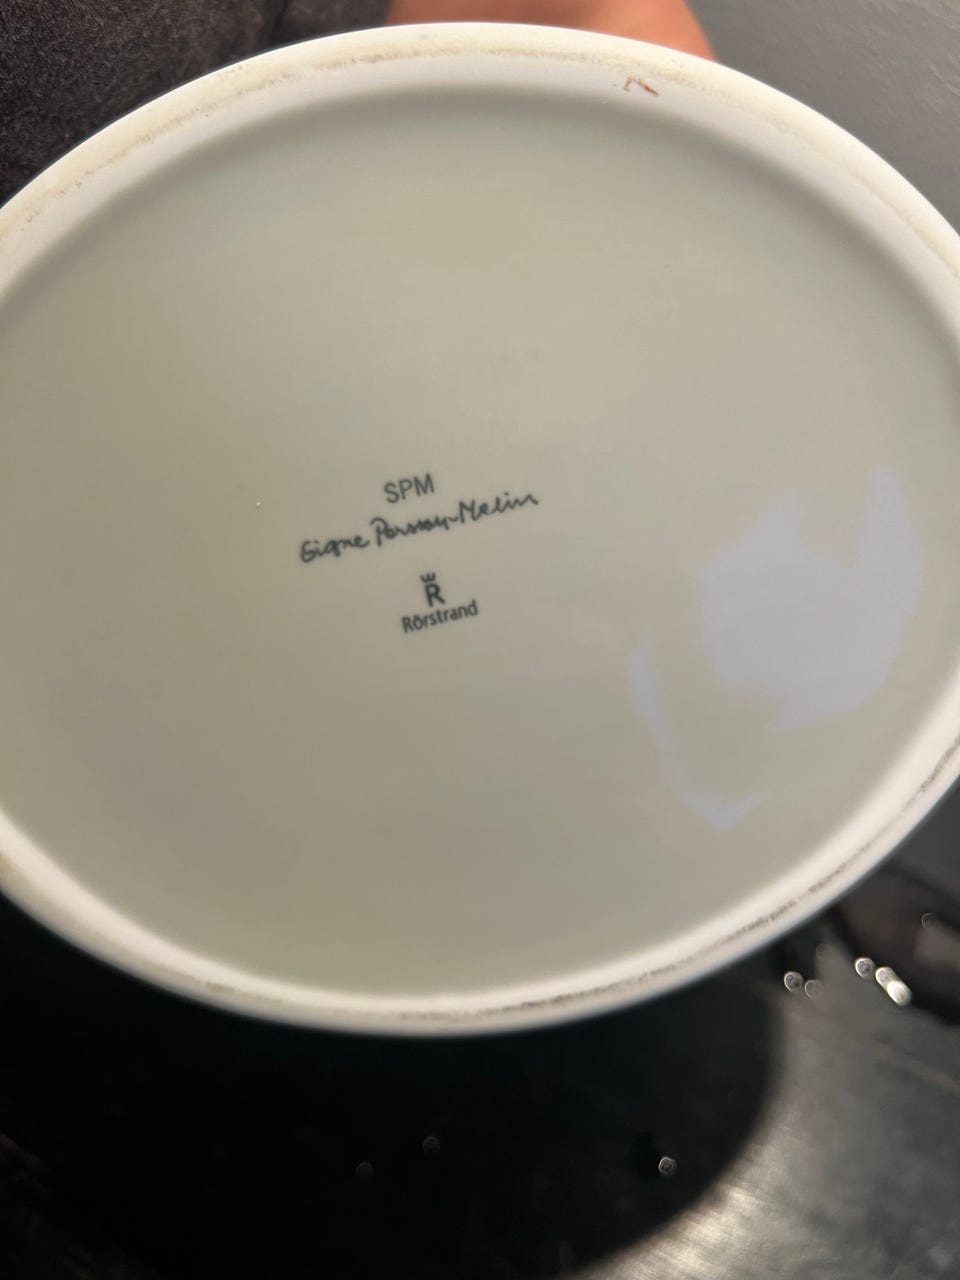 SPM
Signe Persson-Melin
R
Rörstrand